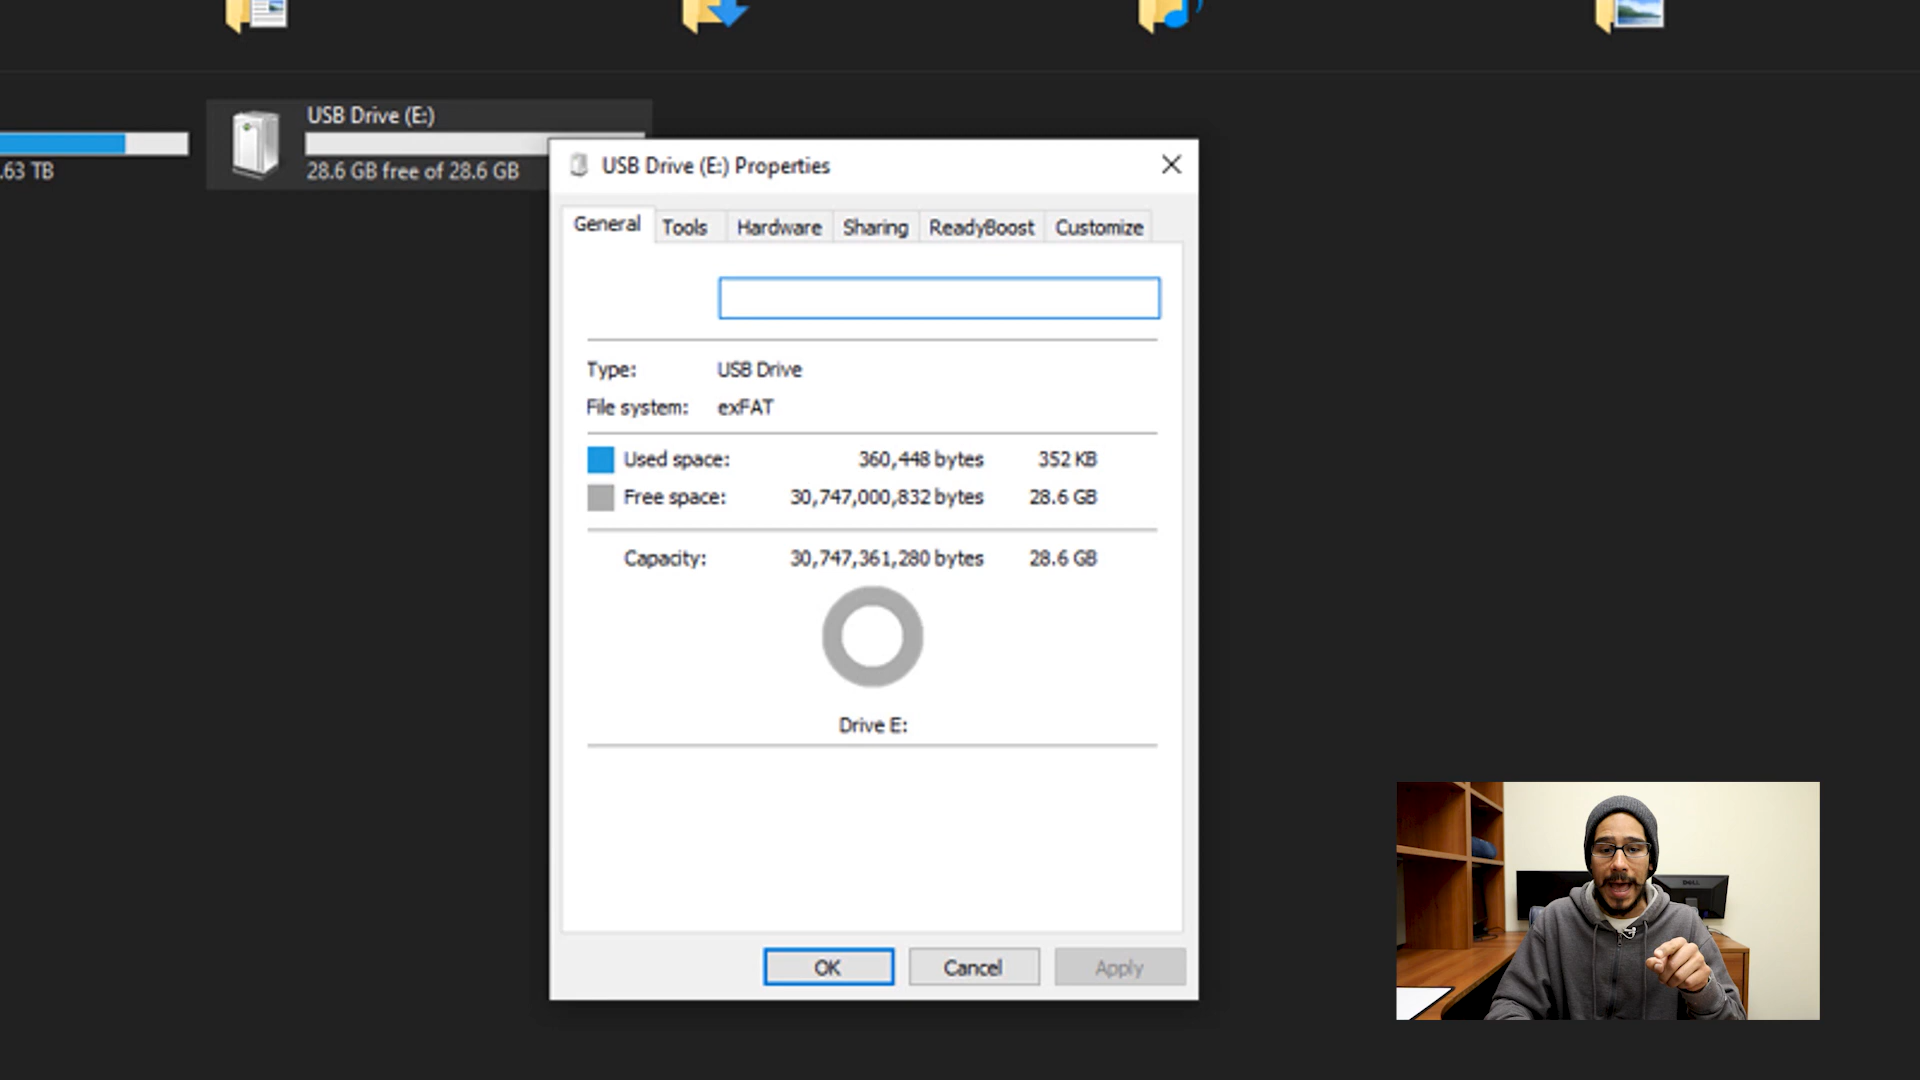 USB Drive (E:)
28.6 GB free of 28.6 GB
.63 TB
USB Drive (E:) Properties
General Tools Hardware Sharing ReadyBoost Customize
Type: USB Drive
File system: exFAT
Used space: 360,448 bytes 352 KB
Free space: 30,747,000,832 bytes 28.6 GB
Capacity: 30,747,361,280 bytes 28.6 GB
Drive E:
OK Cancel Apply
DELL